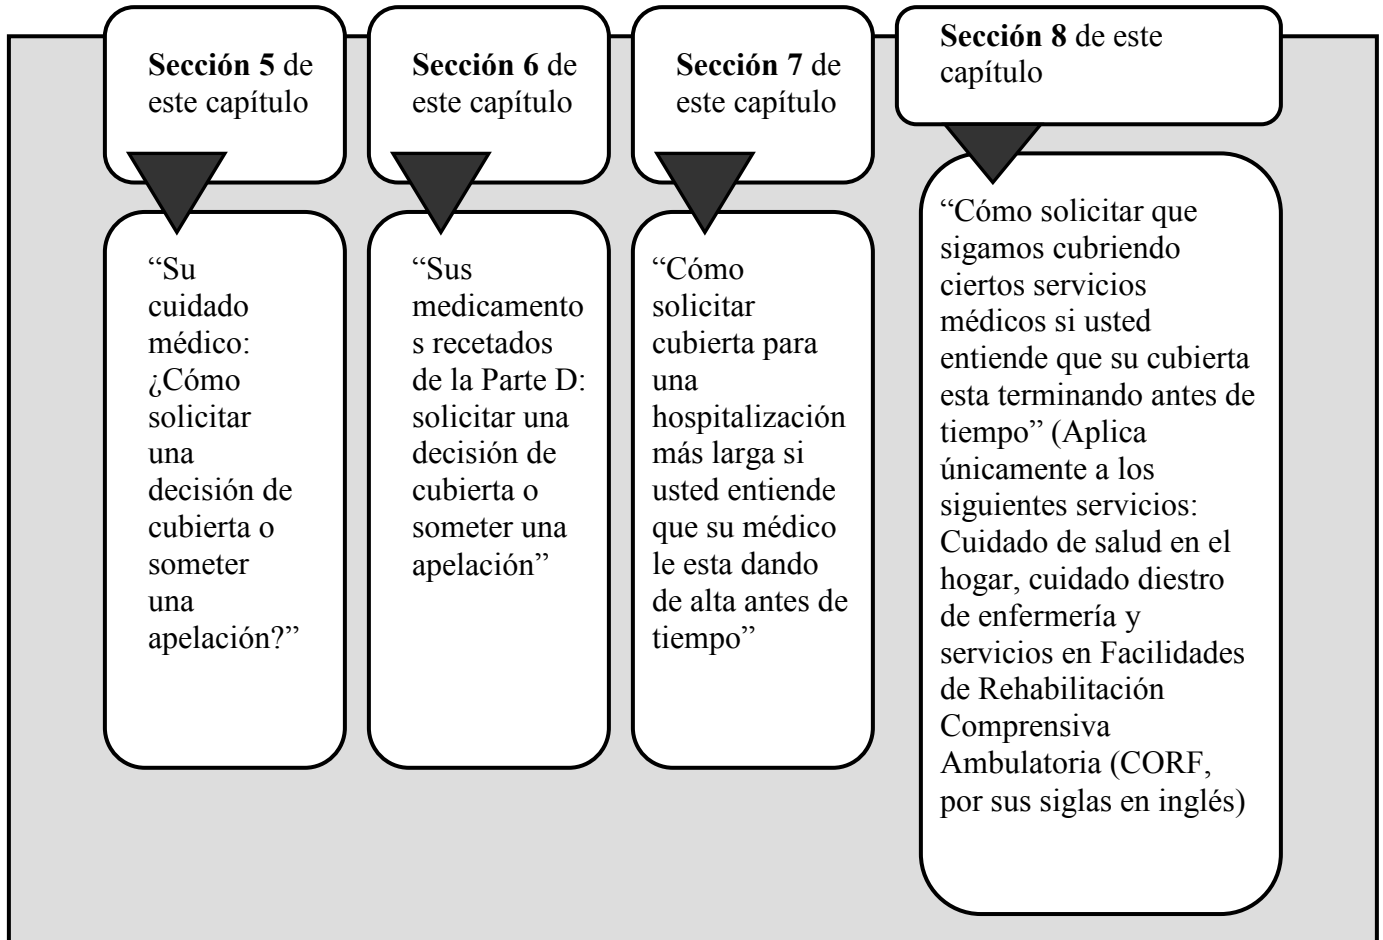 Sección 5 de
este capítulo
Sección 6 de
este capítulo
Sección 7 de
este capítulo
Sección 8 de este
capítulo
“Su
cuidado
médico:
¿Cómo
solicitar
una
decisión de
cubierta o
someter
una
apelación?”
“Sus
medicamento
s recetados
de la Parte D:
solicitar una
decisión de
cubierta o
someter una
apelación”
“Cómo
solicitar
cubierta para
una
hospitalización
más larga si
usted entiende
que su médico
le esta dando
de alta antes de
tiempo”
“Cómo solicitar que
sigamos cubriendo
ciertos servicios
médicos si usted
entiende que su cubierta
esta terminando antes de
tiempo” (Aplica
únicamente a los
siguientes servicios:
Cuidado de salud en el
hogar, cuidado diestro
de enfermería y
servicios en Facilidades
de Rehabilitación
Comprensiva
Ambulatoria (CORF,
por sus siglas en inglés)